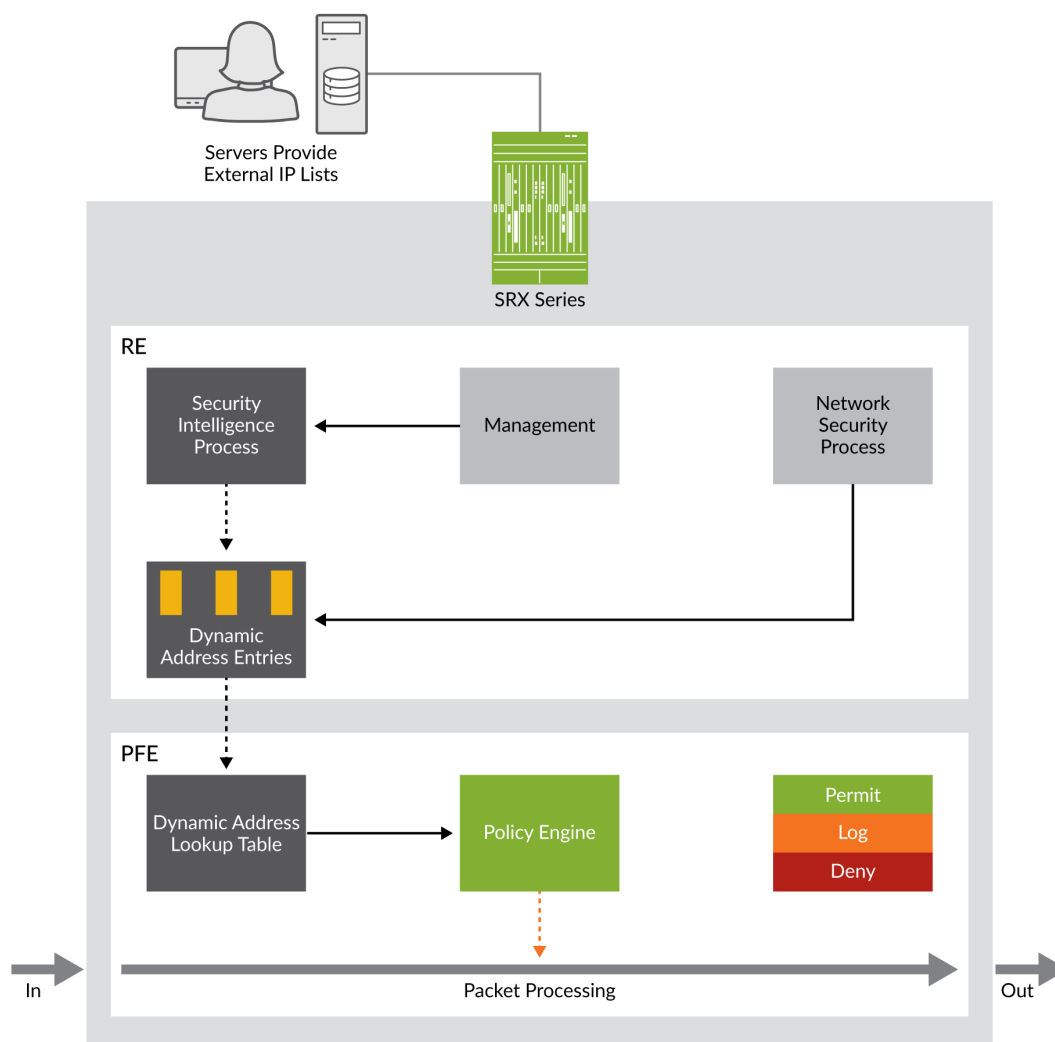 Servers Provide
External IP Lists
SRX Series
RE
Security
Intelligence
Process
Management
Network
Security
Process
Dynamic
Address Entries
PFE
Dynamic Address
Lookup Table
Policy Engine
Permit
Log
Deny
In
Packet Processing
Out